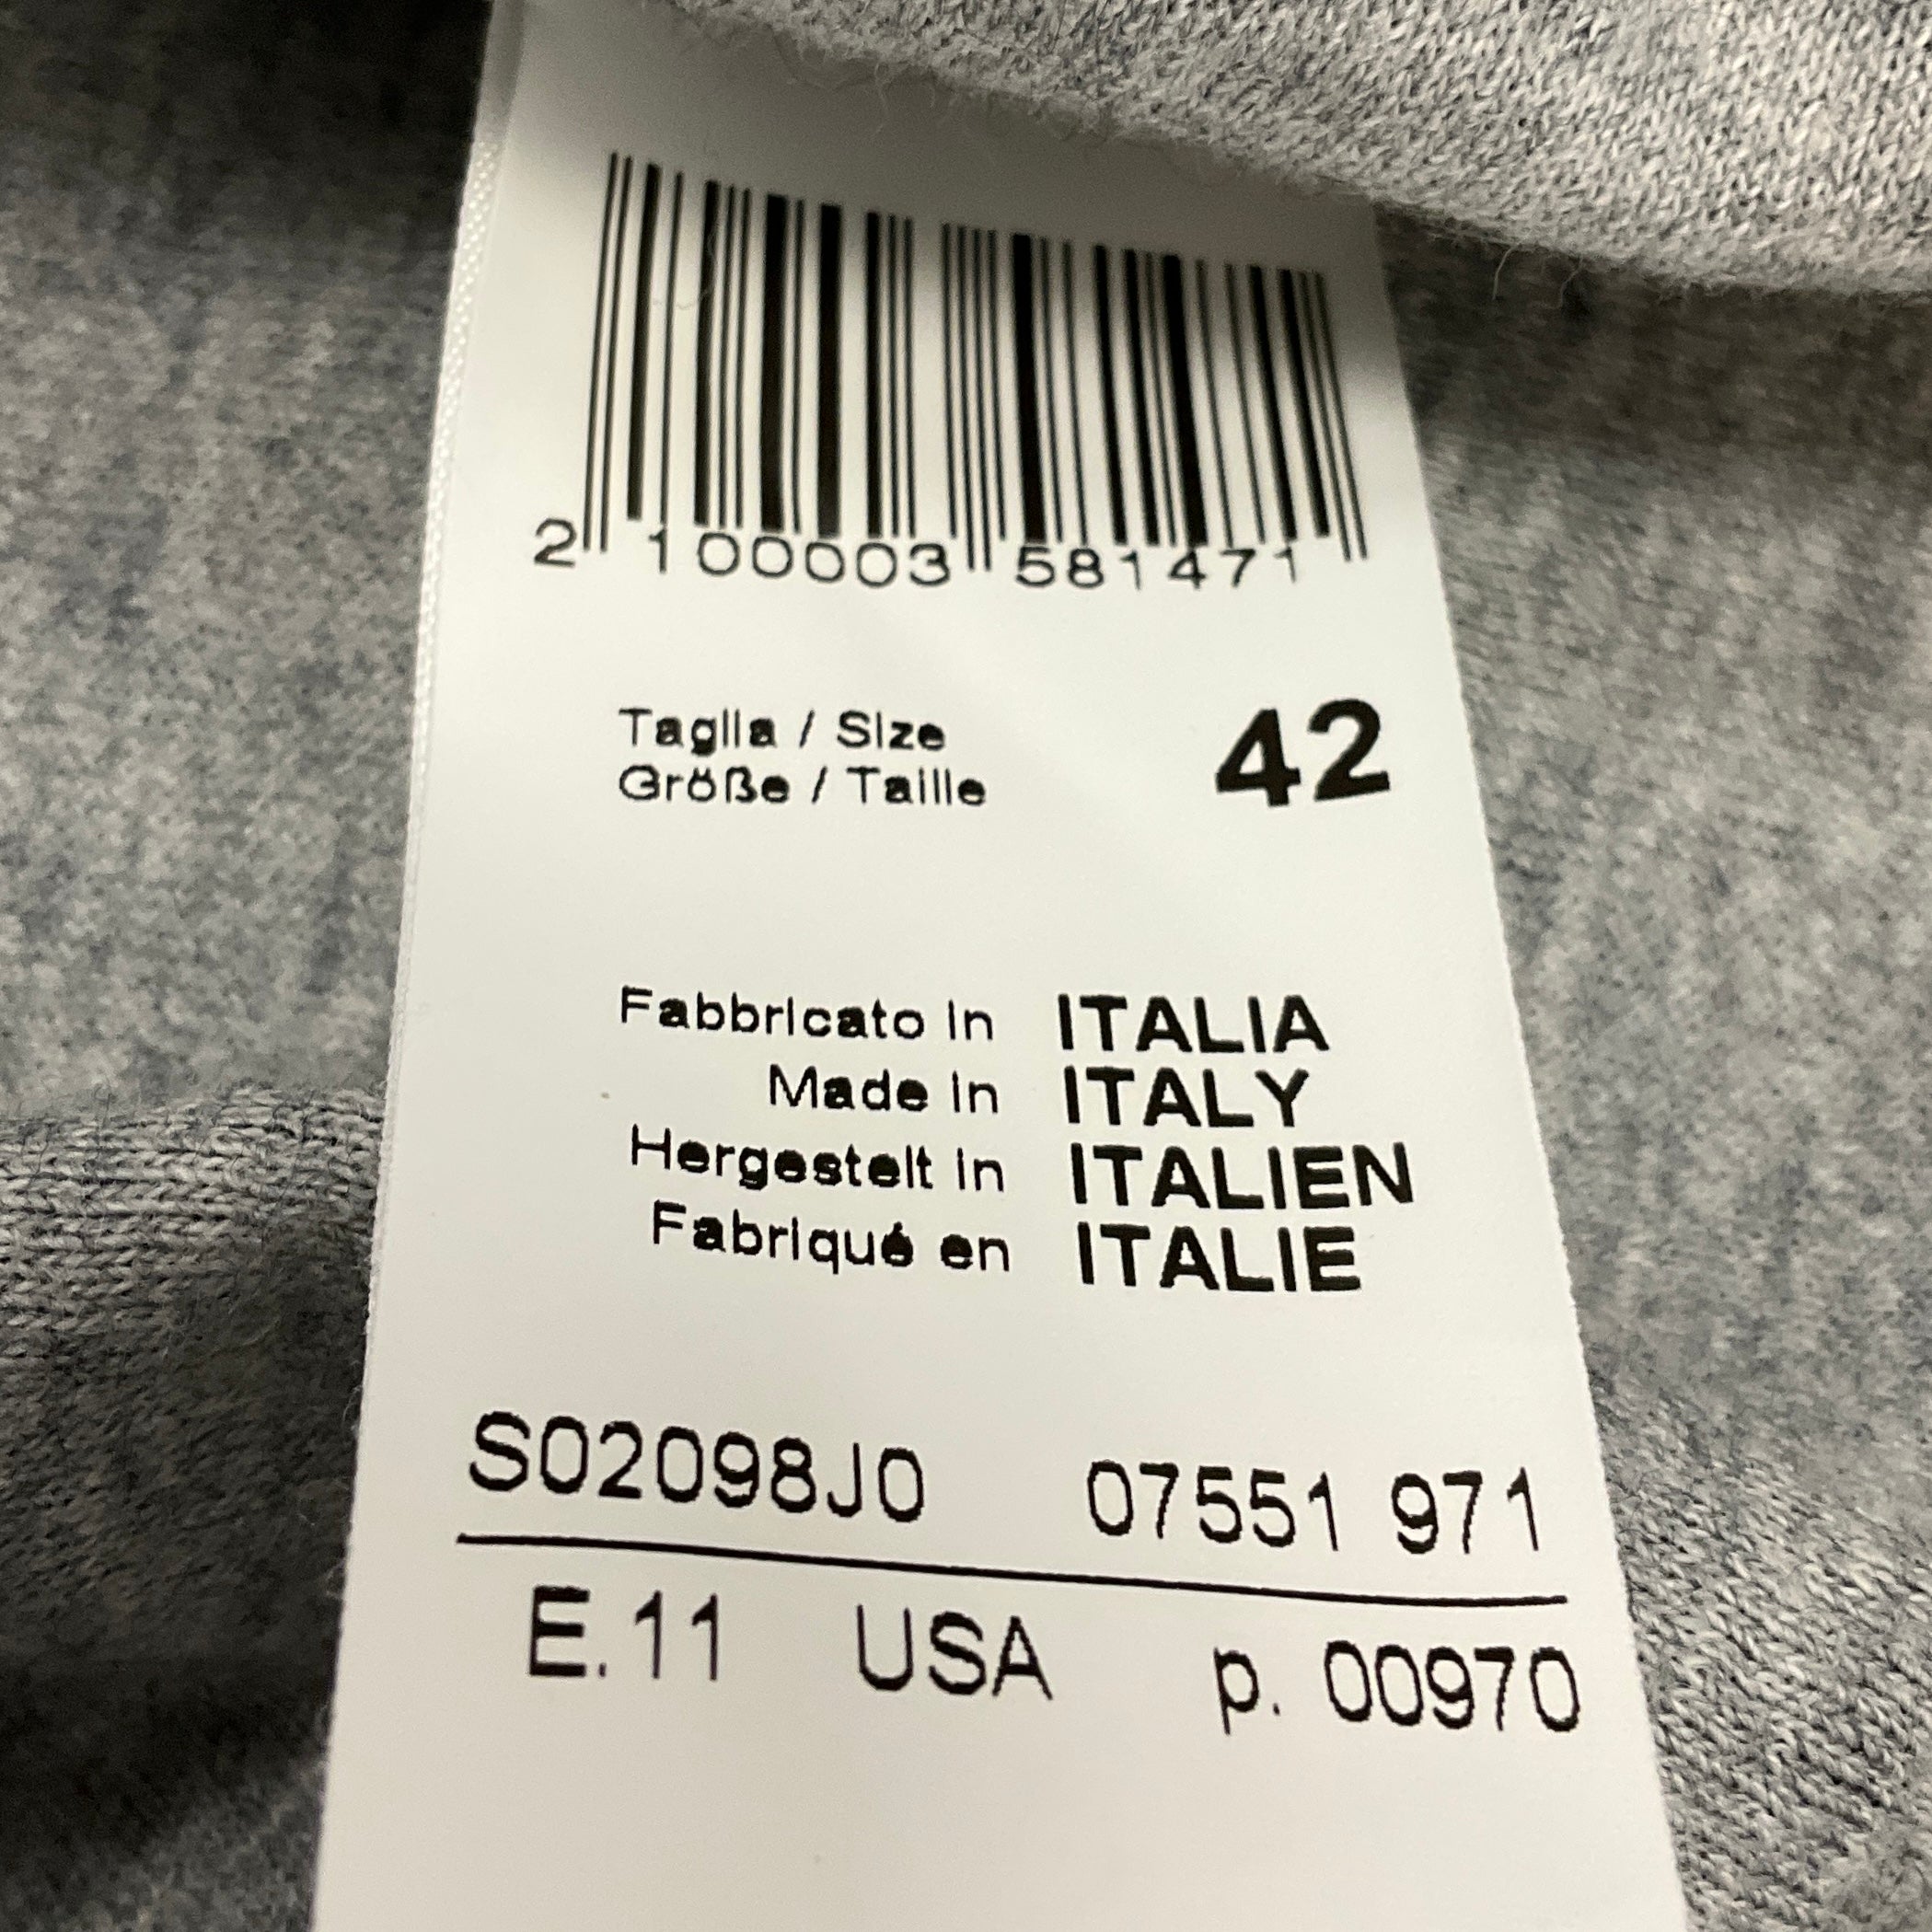 2 100003 581471
Taglia / Size 42
Größe / Taille
Fabbricato in ITALIA
Made in ITALY
Hergestelt in ITALIEN
Fabriqué en ITALIE
S02098J0 07551 971
E.11 USA p. 00970